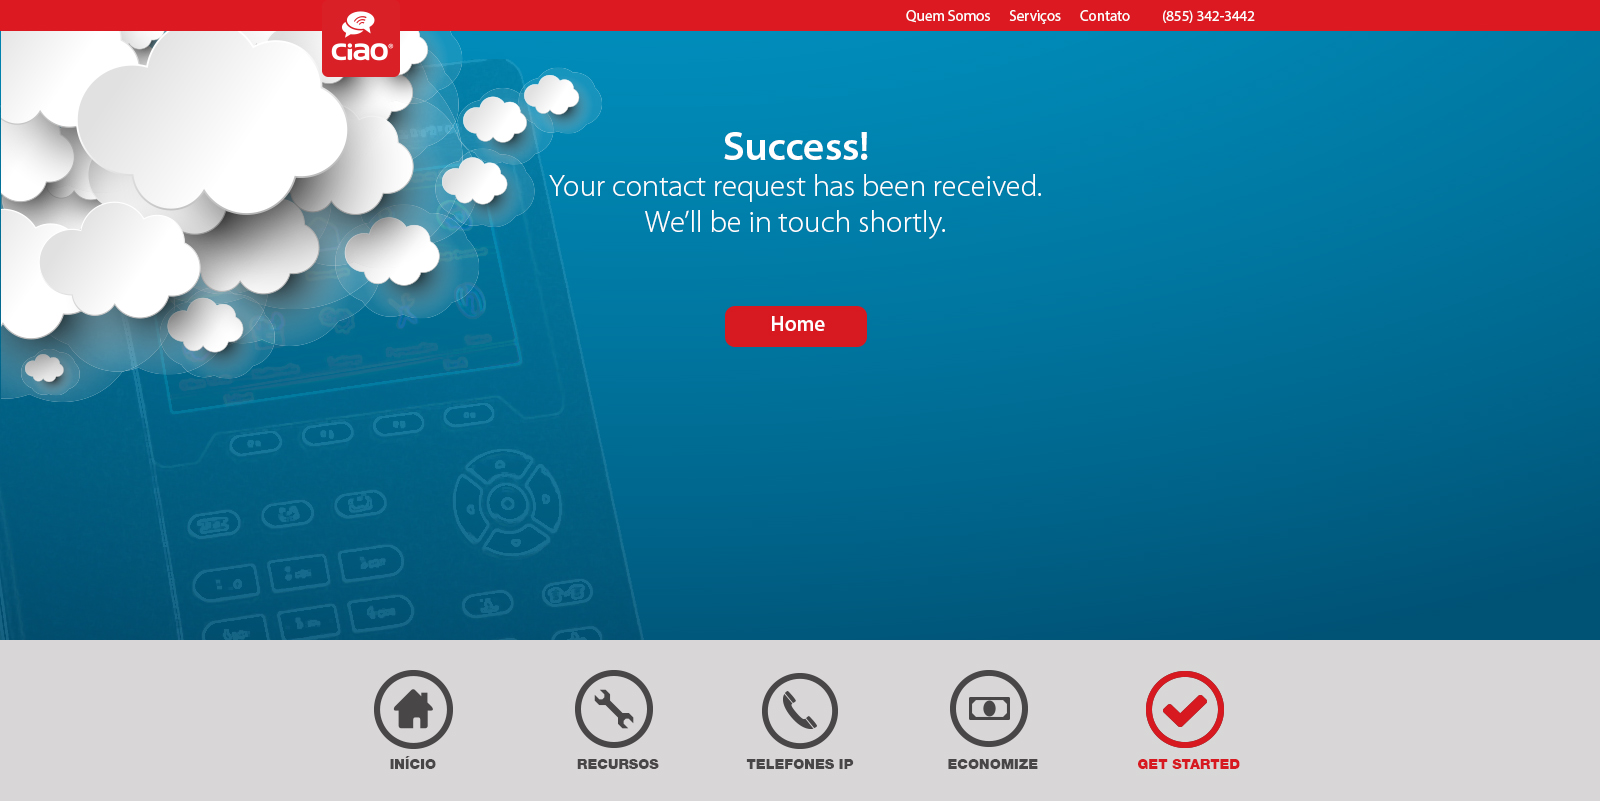 Quem Somos Serviços Contato (855) 342-3442
ciao®
Success!
Your contact request has been received.
We'll be in touch shortly.
Home
INÍCIO RECURSOS TELEFONES IP ECONOMIZE GET STARTED